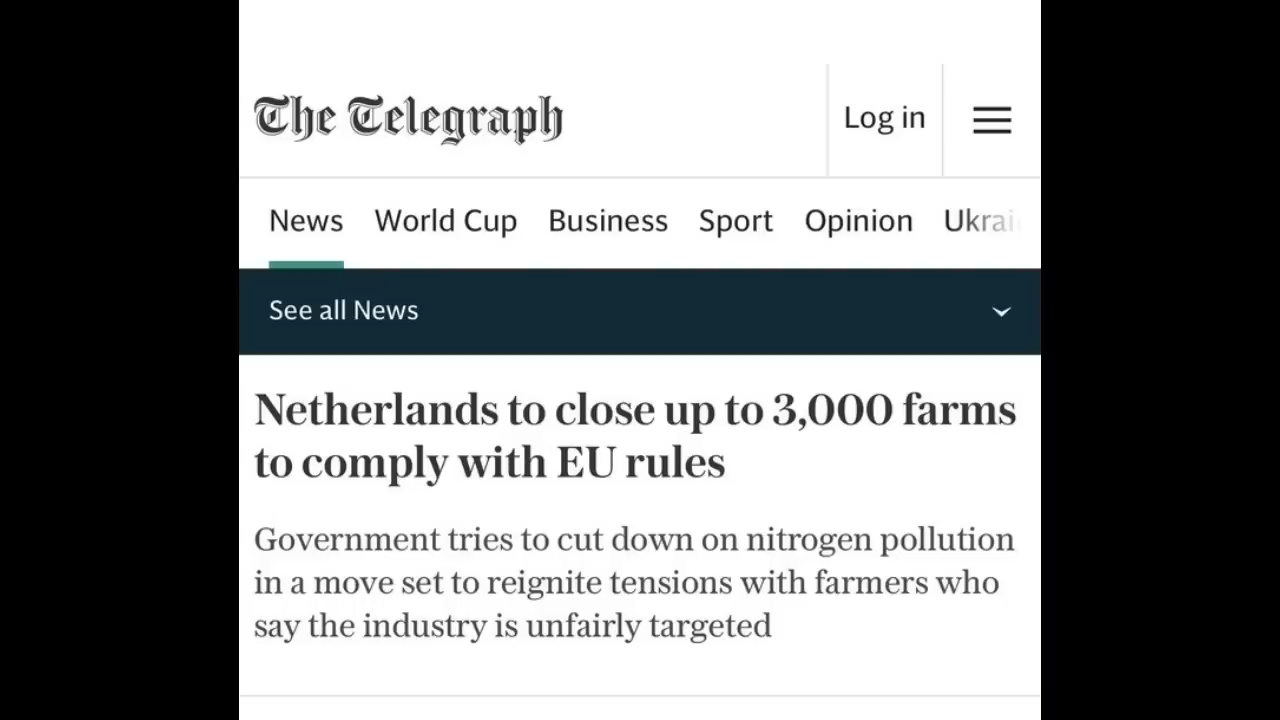 The Telegraph
Log in
News World Cup Business Sport Opinion Ukrai
See all News
Netherlands to close up to 3,000 farms
to comply with EU rules
Government tries to cut down on nitrogen pollution
in a move set to reignite tensions with farmers who
say the industry is unfairly targeted